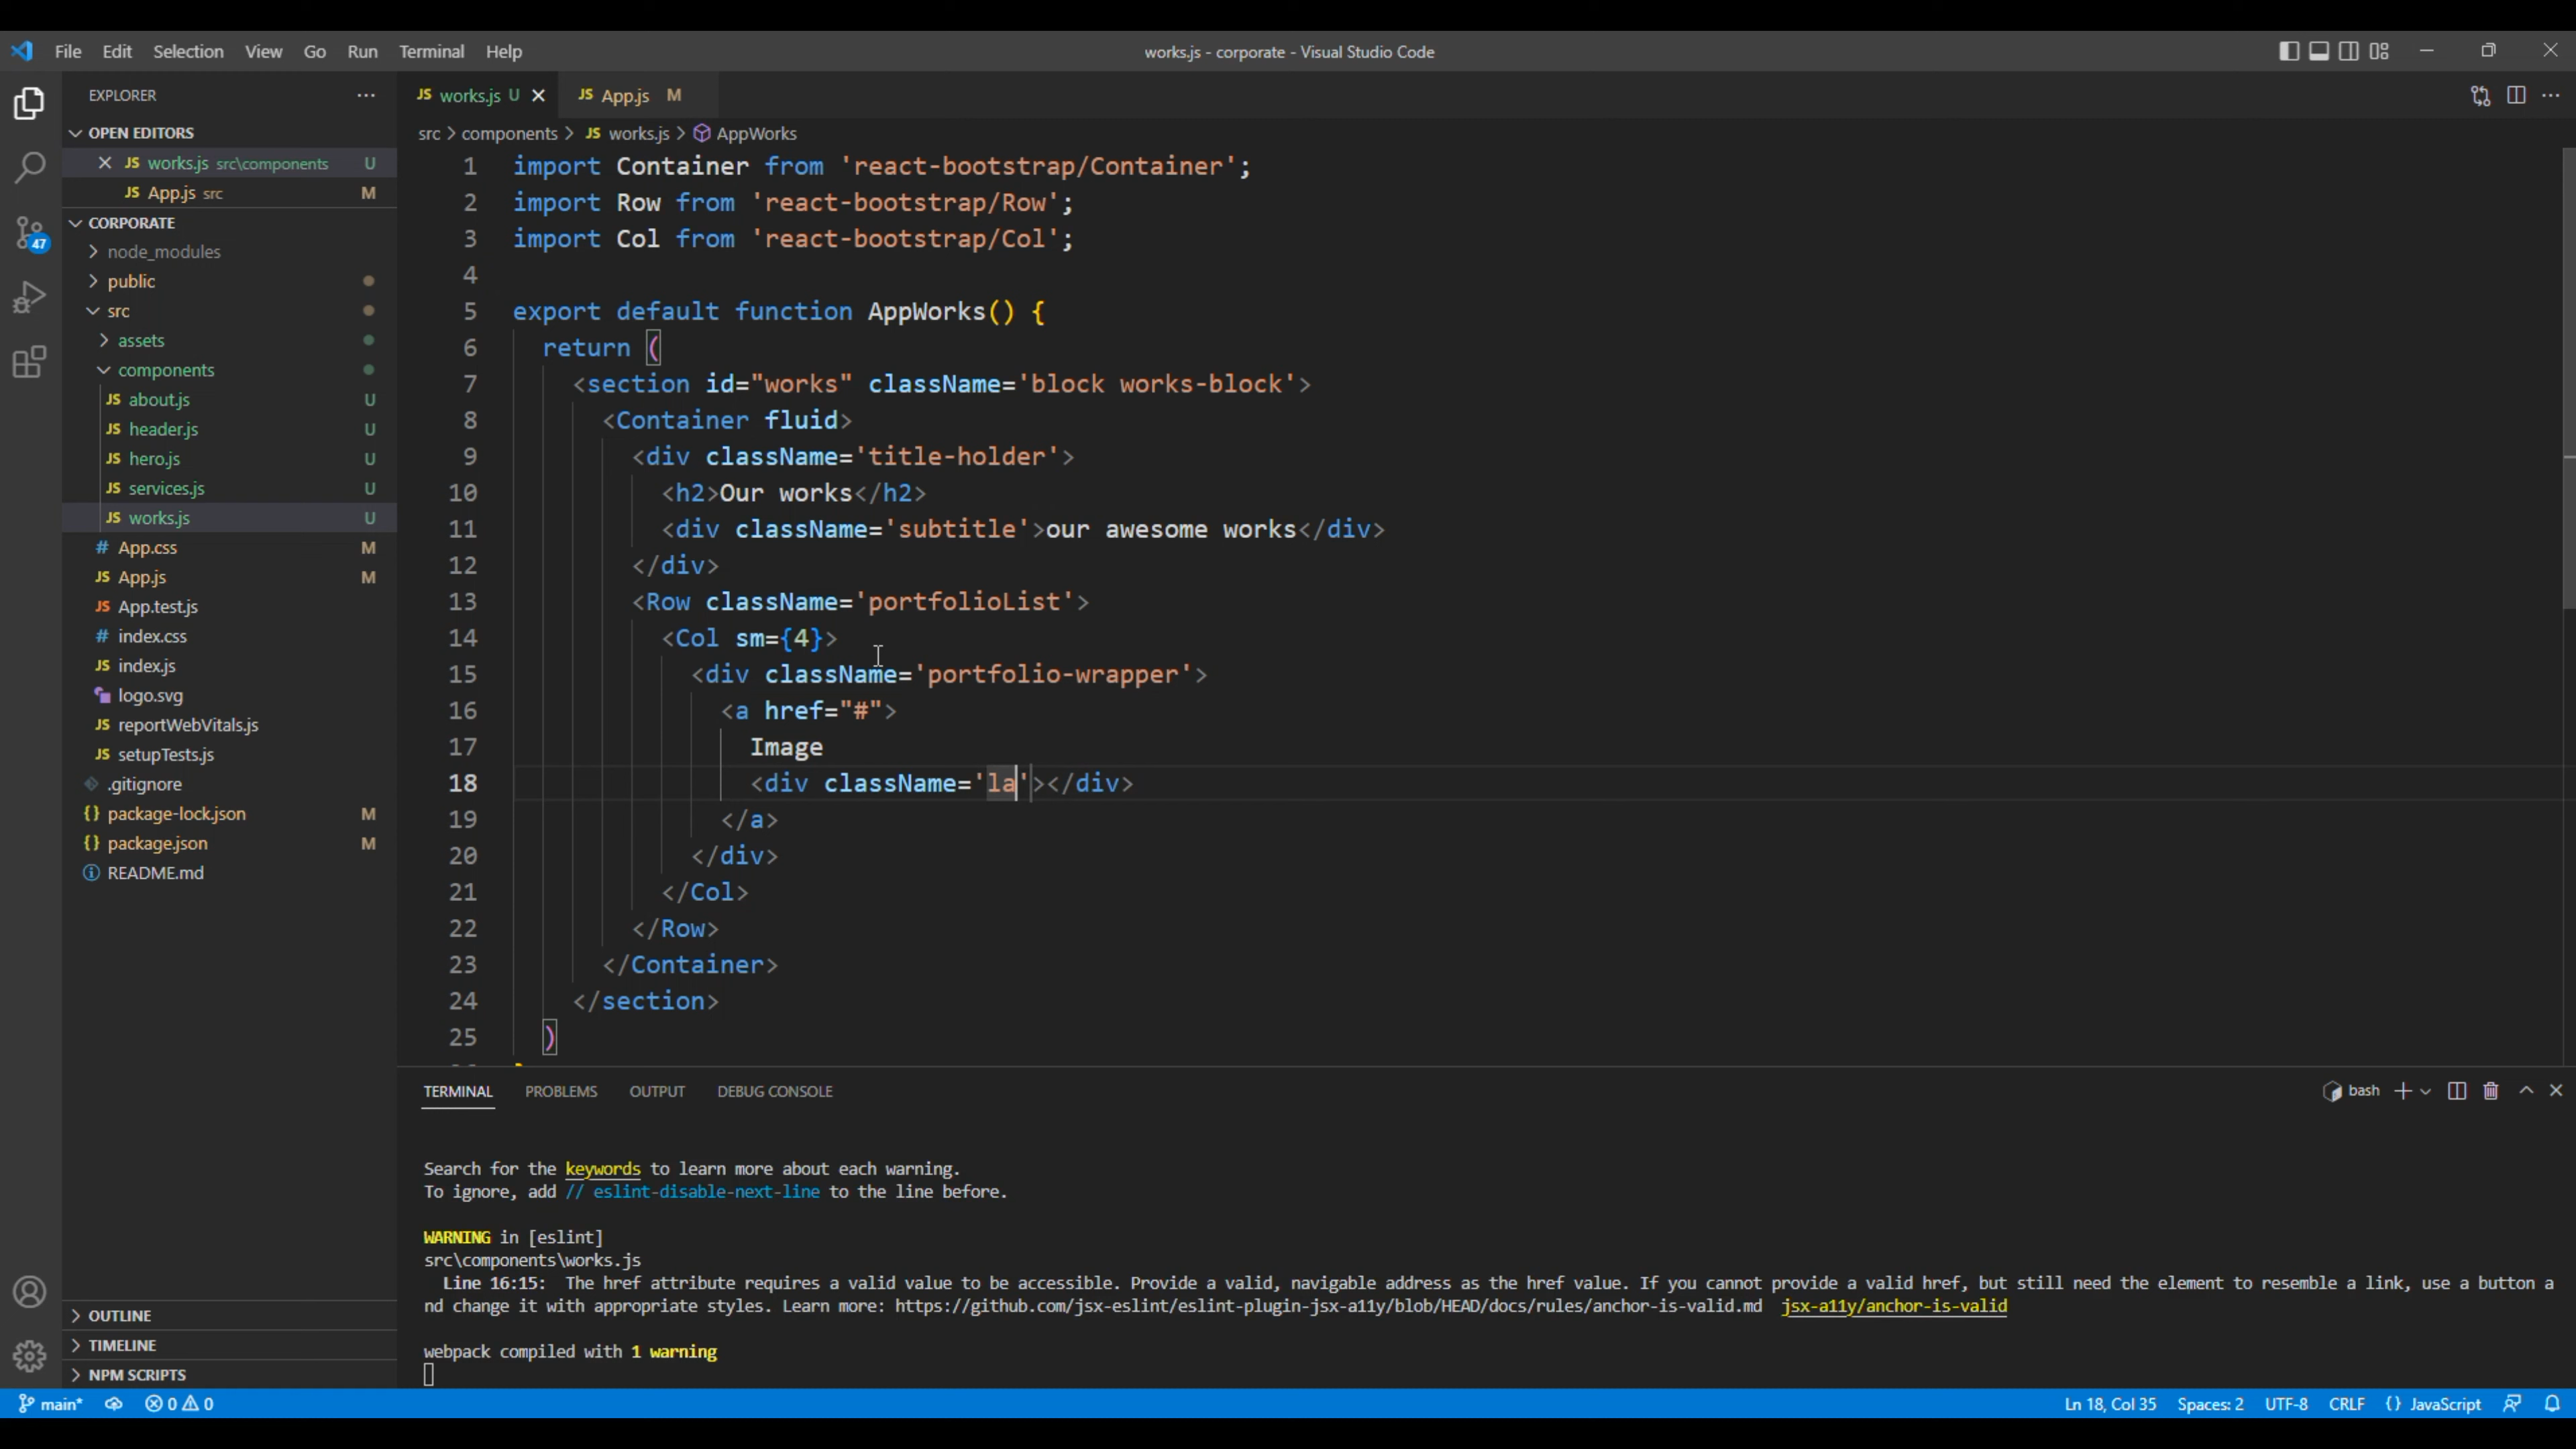 File Edit Selection View Go Run Terminal Help works.js - corporate - Visual Studio Code
EXPLORER
OPEN EDITORS
JS works.js src\components U
JS App.js src M
CORPORATE
node_modules
public
src
assets
components
JS about.js U
JS header.js U
JS hero.js U
JS services.js U
JS works.js U
# App.css M
JS App.js M
JS App.test.js
# index.css
JS index.js
logo.svg
JS reportWebVitals.js
JS setupTests.js
.gitignore
{} package-lock.json M
{} package.json M
README.md
OUTLINE
TIMELINE
NPM SCRIPTS
47
JS works.js U JS App.js M
src > components > JS works.js > AppWorks
1 import Container from 'react-bootstrap/Container';
2 import Row from 'react-bootstrap/Row';
3 import Col from 'react-bootstrap/Col';
4
5 export default function AppWorks() {
6 return (
7 <section id="works" className='block works-block'>
8 <Container fluid>
9 <div className='title-holder'>
10 <h2>Our works</h2>
11 <div className='subtitle'>our awesome works</div>
12 </div>
13 <Row className='portfolioList'>
14 <Col sm={4}>
15 <div className='portfolio-wrapper'>
16 <a href="#">
17 Image
18 <div className='la'></div>
19 </a>
20 </div>
21 </Col>
22 </Row>
23 </Container>
24 </section>
25 )
TERMINAL PROBLEMS OUTPUT DEBUG CONSOLE bash
Search for the keywords to learn more about each warning.
To ignore, add // eslint-disable-next-line to the line before.
WARNING in [eslint]
src\components\works.js
Line 16:15: The href attribute requires a valid value to be accessible. Provide a valid, navigable address as the href value. If you cannot provide a valid href, but still need the element to resemble a link, use a button a
nd change it with appropriate styles. Learn more: https://github.com/jsx-eslint/eslint-plugin-jsx-a11y/blob/HEAD/docs/rules/anchor-is-valid.md jsx-a11y/anchor-is-valid
webpack compiled with 1 warning
main* 0 0 Ln 18, Col 35 Spaces: 2 UTF-8 CRLF {} JavaScript